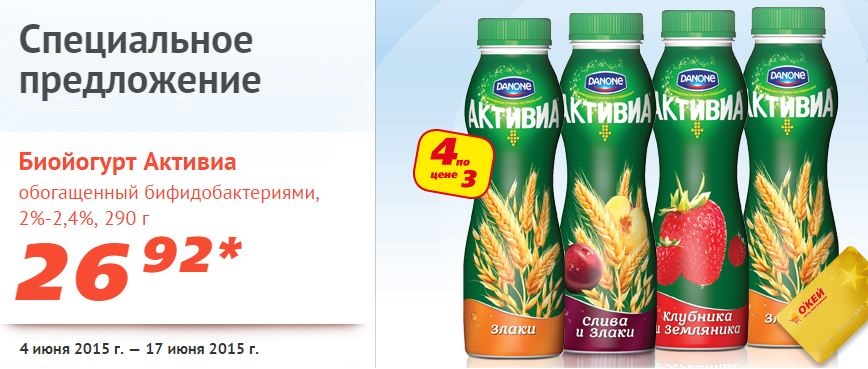 Специальное
предложение
Биойогурт Активиа
обогащенный бифидобактериями,
2%-2,4%, 290 г
26 92*
4 июня 2015 г. — 17 июня 2015 г.
4 по
цене 3
DANONE
АКТИВИА
злаки
DANONE
АКТИВИА
слива
и злаки
DANONE
АКТИВИА
клубника
и земляника
DANONE
АКТИВИА
О'КЕЙ